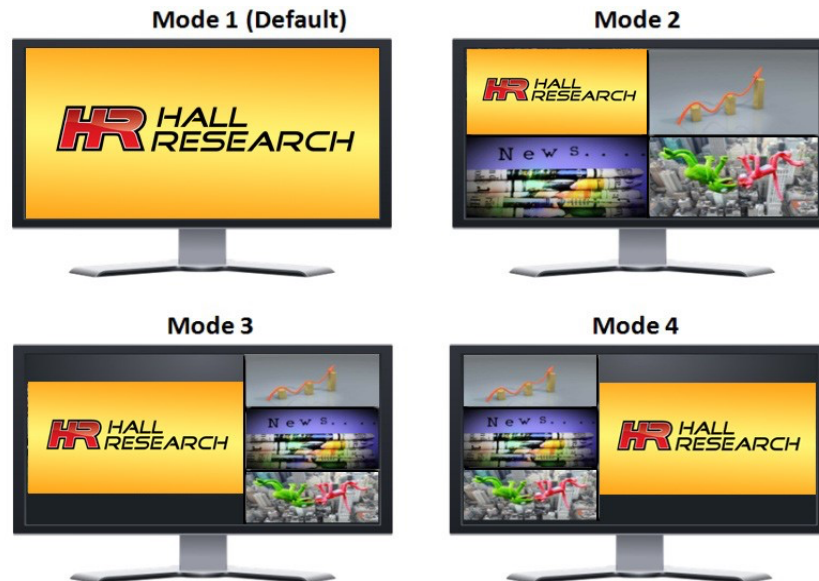 Mode 1 (Default)
HR HALL
RESEARCH
Mode 2
HR HALL
RESEARCH
News....
Mode 3
HR HALL
RESEARCH
News....
Mode 4
News....
HR HALL
RESEARCH